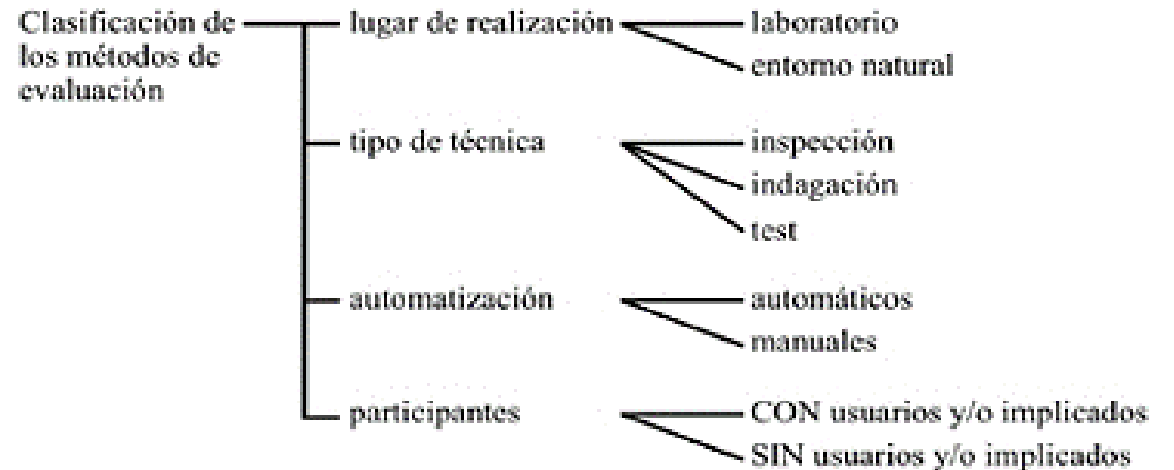 Clasificación de
los métodos de
evaluación
lugar de realización
laboratorio
entorno natural
tipo de técnica
inspección
indagación
test
automatización
automáticos
manuales
participantes
CON usuarios y/o implicados
SIN usuarios y/o implicados